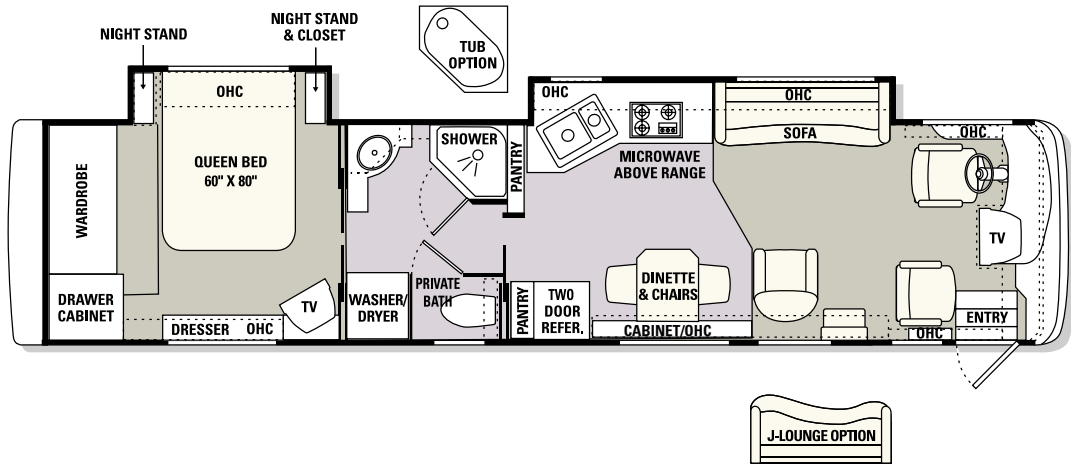 NIGHT STAND
NIGHT STAND
& CLOSET
TUB
OPTION
OHC
QUEEN BED
60" X 80"
WARDROBE
DRAWER
CABINET
DRESSER OHC
TV
SHOWER
WASHER/
DRYER
PRIVATE
BATH
PANTRY
OHC
MICROWAVE
ABOVE RANGE
PANTRY
TWO
DOOR
REFER.
DINETTE
& CHAIRS
CABINET/OHC
OHC
SOFA
OHC
TV
ENTRY
OHC
J-LOUNGE OPTION